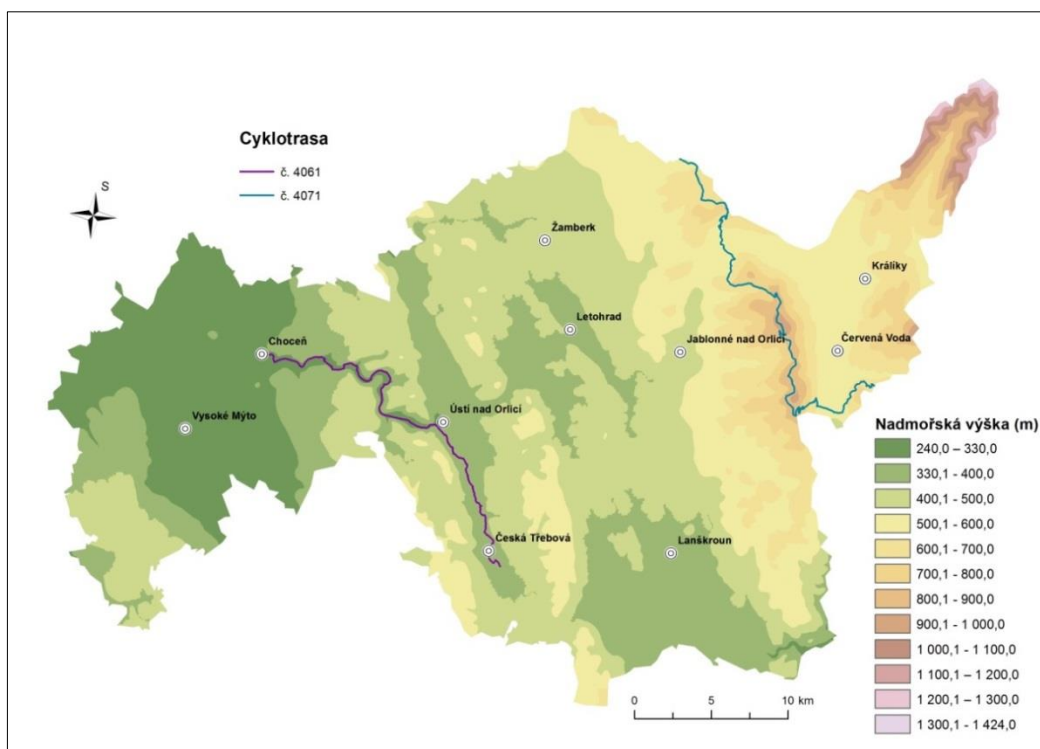 Cyklotrasa
č. 4061
č. 4071
S
Žamberk
Králíky
Letohrad
Choceň
Jablonné nad Orlicí
Červená Voda
Ústí nad Orlicí
Vysoké Mýto
Česká Třebová
Lanškroun
Nadmořská výška (m)
240,0 – 330,0
330,1 - 400,0
400,1 - 500,0
500,1 - 600,0
600,1 - 700,0
700,1 - 800,0
800,1 - 900,0
900,1 - 1 000,0
1 000,1 - 1 100,0
1 100,1 – 1 200,0
1 200,1 - 1 300,0
1 300,1 - 1 424,0
0 5 10 km